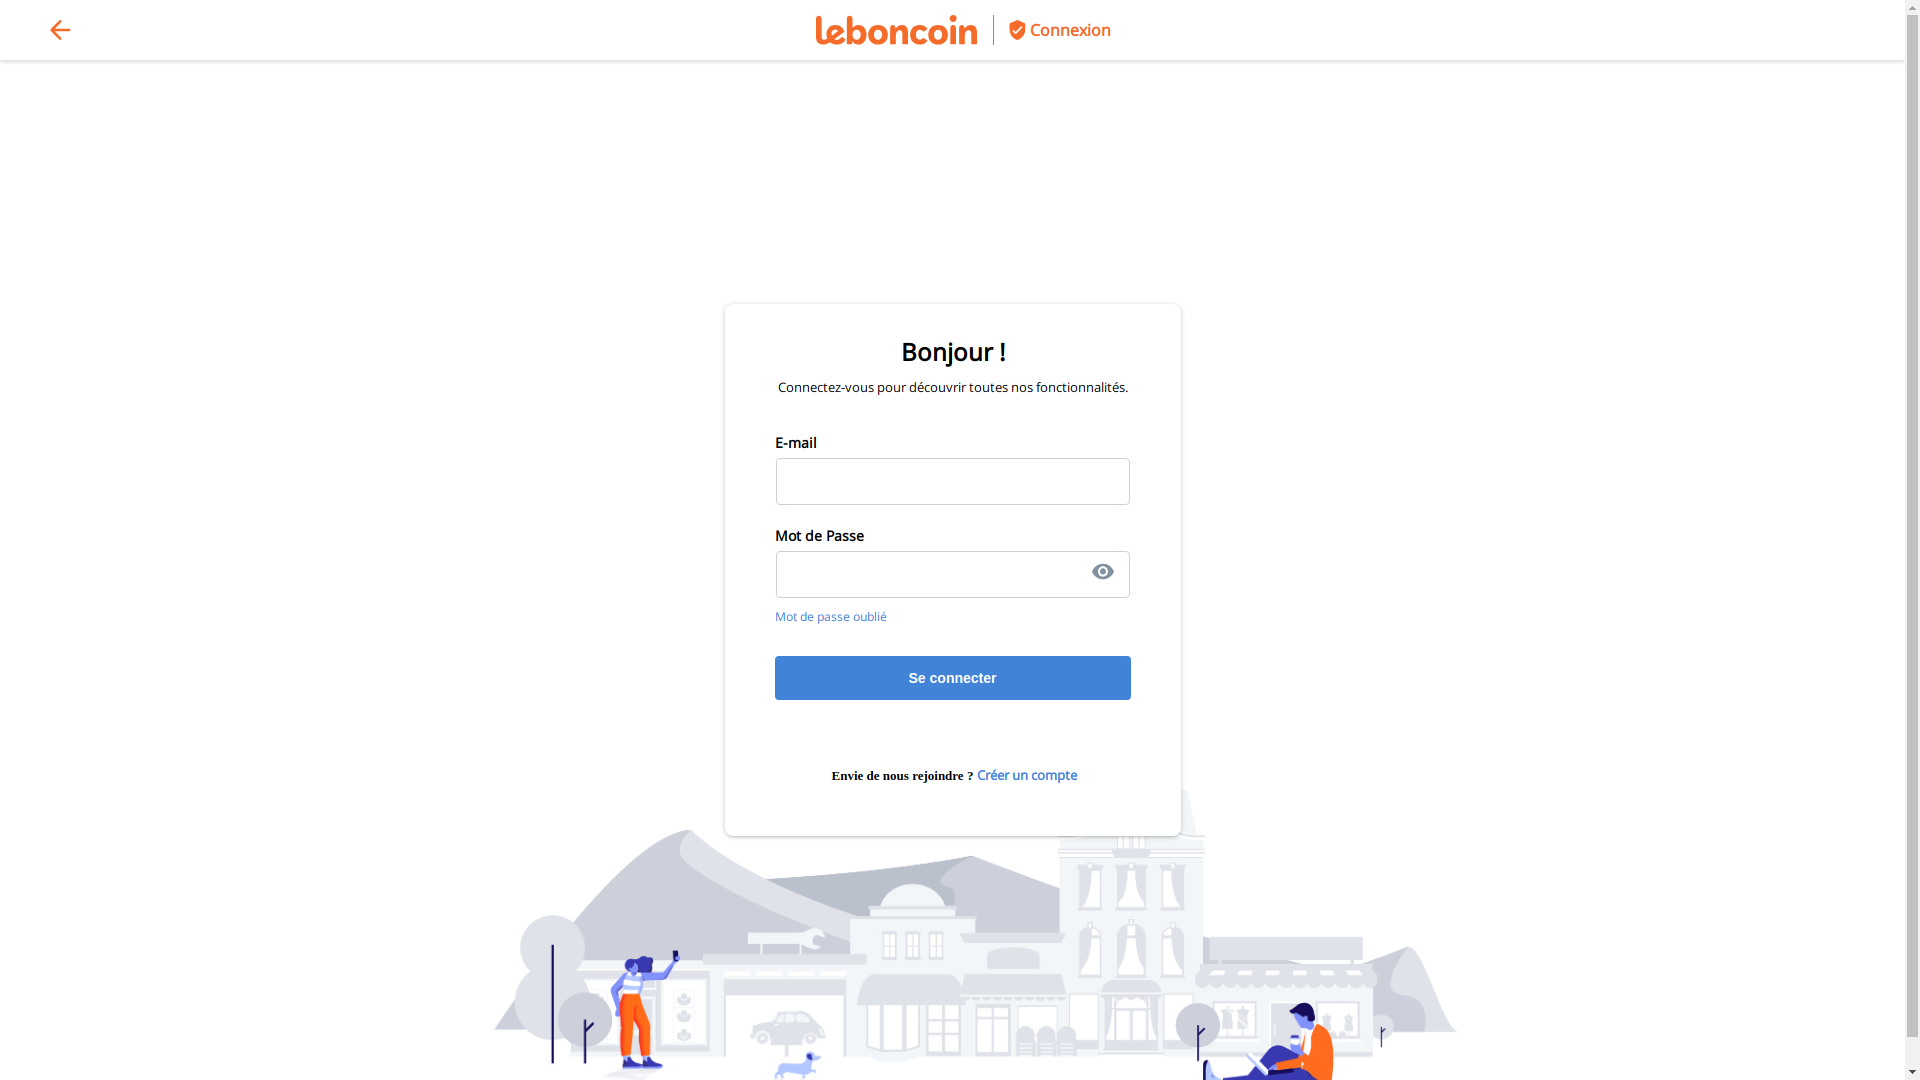 leboncoin
Connexion
Bonjour !
Connectez-vous pour découvrir toutes nos fonctionnalités.
E-mail
Mot de Passe
Mot de passe oublié
Se connecter
Envie de nous rejoindre ? Créer un compte